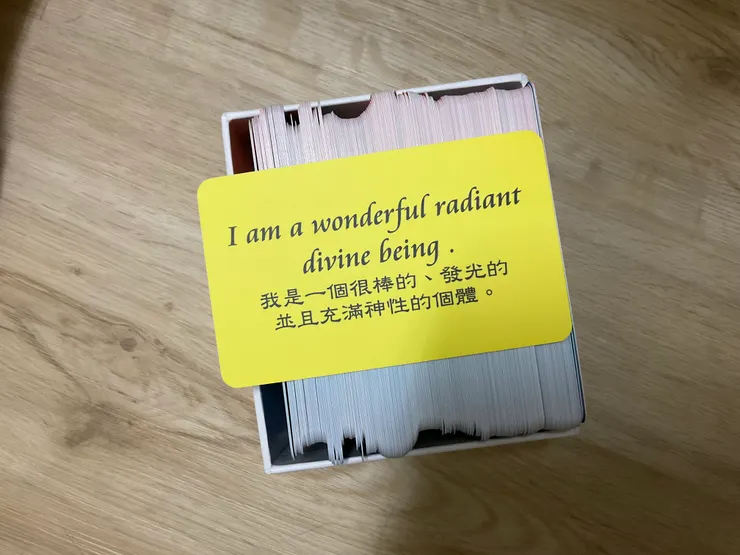 I am a wonderful radiant
divine being .
我是一個很棒的、發光的
並且充滿神性的個體。